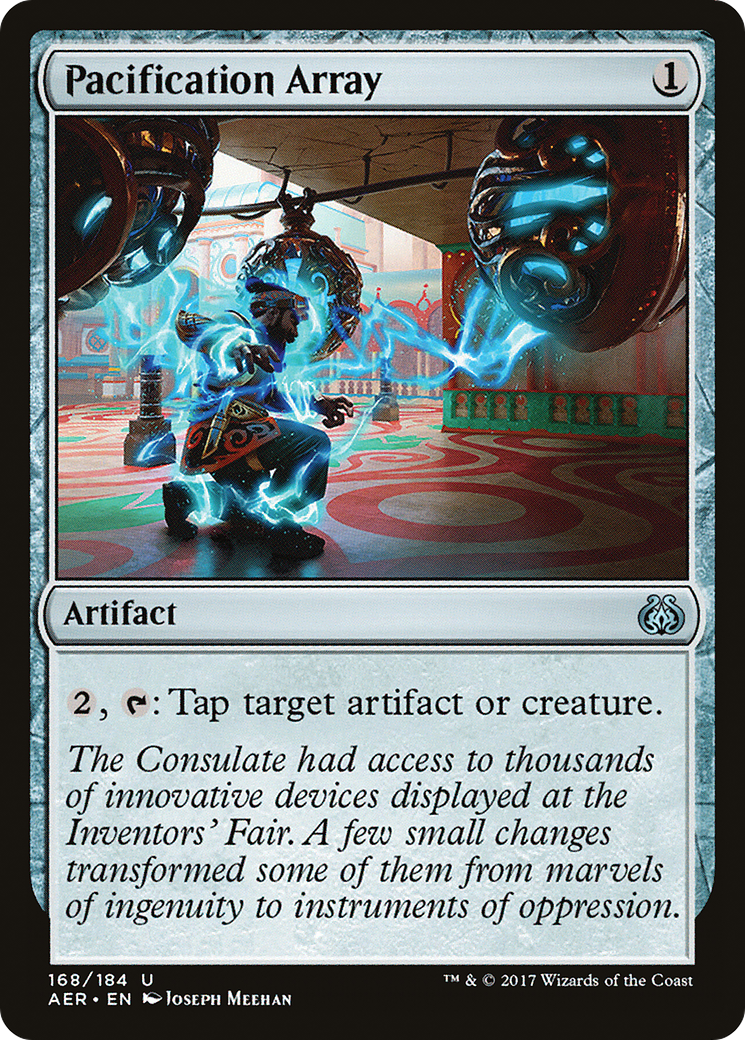 Pacification Array 1
Artifact
2, : Tap target artifact or creature.
The Consulate had access to thousands
of innovative devices displayed at the
Inventors' Fair. A few small changes
transformed some of them from marvels
of ingenuity to instruments of oppression.
168/184 U
AER • EN Joseph Meehan
™ & © 2017 Wizards of the Coast